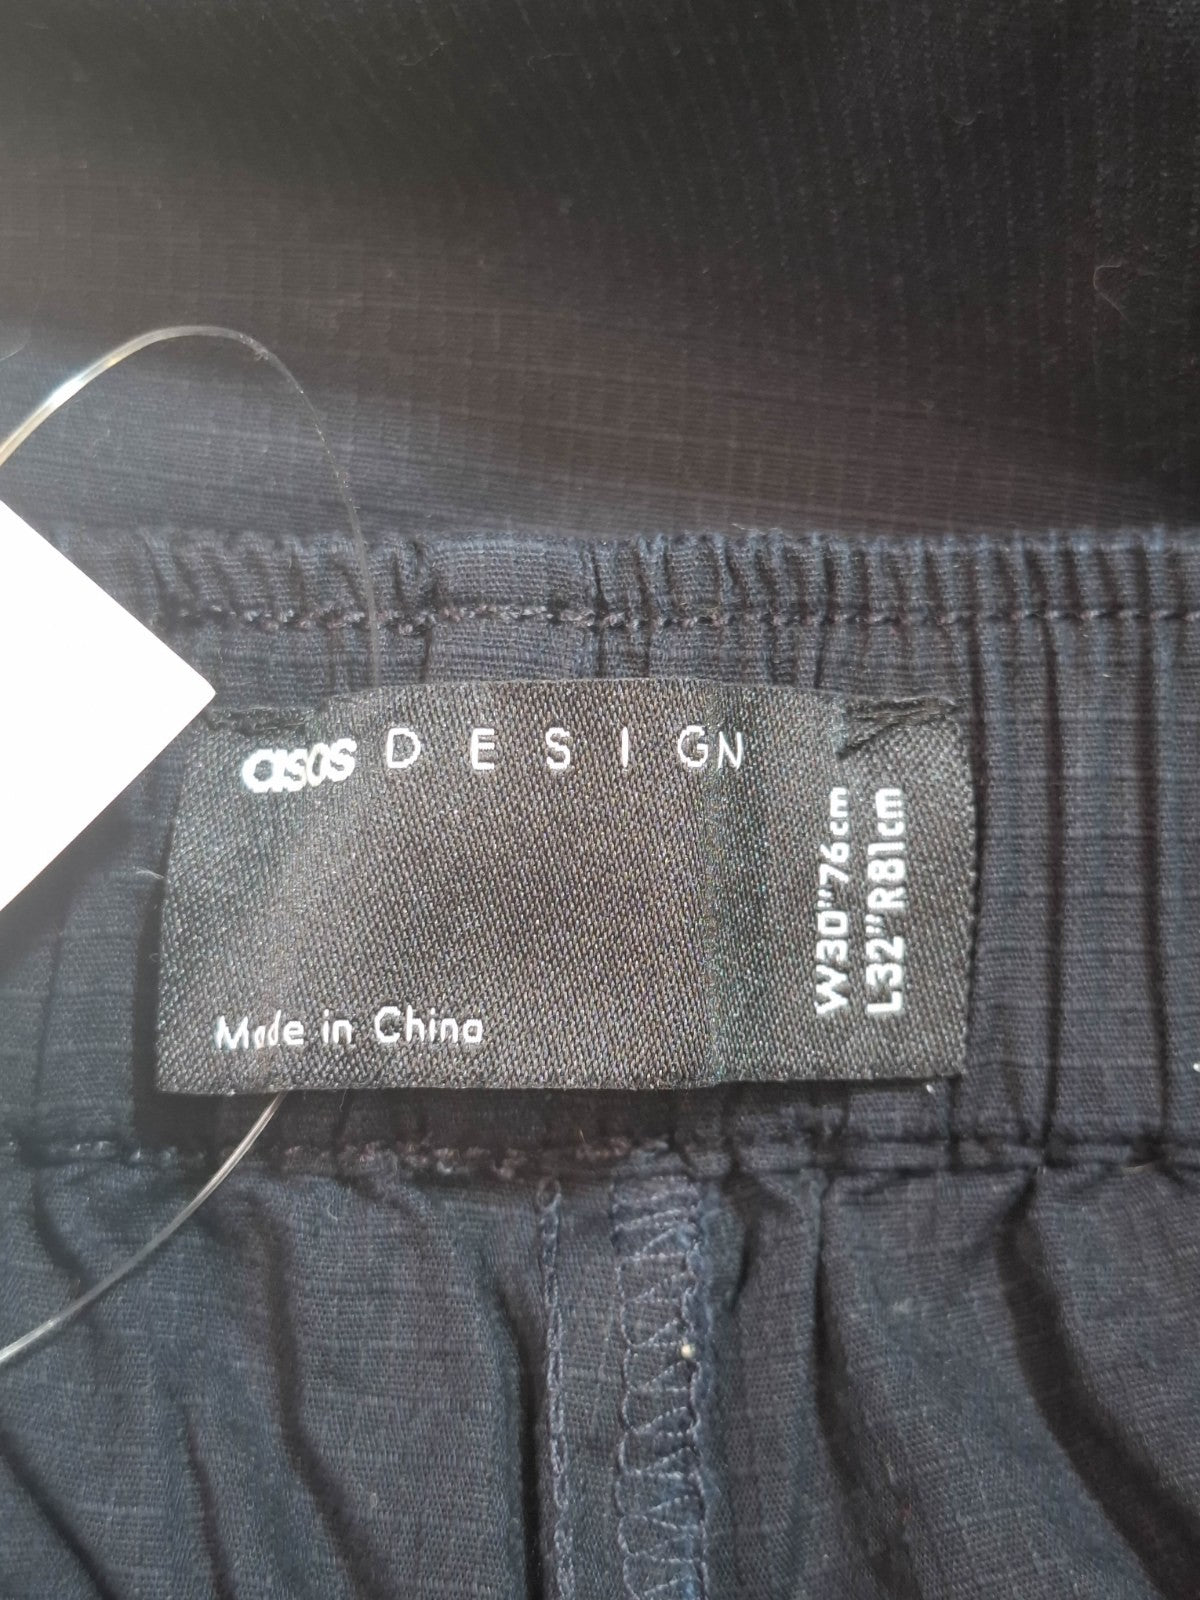 asos DESIGN
W30"76cm
L32"R81cm
Made in China